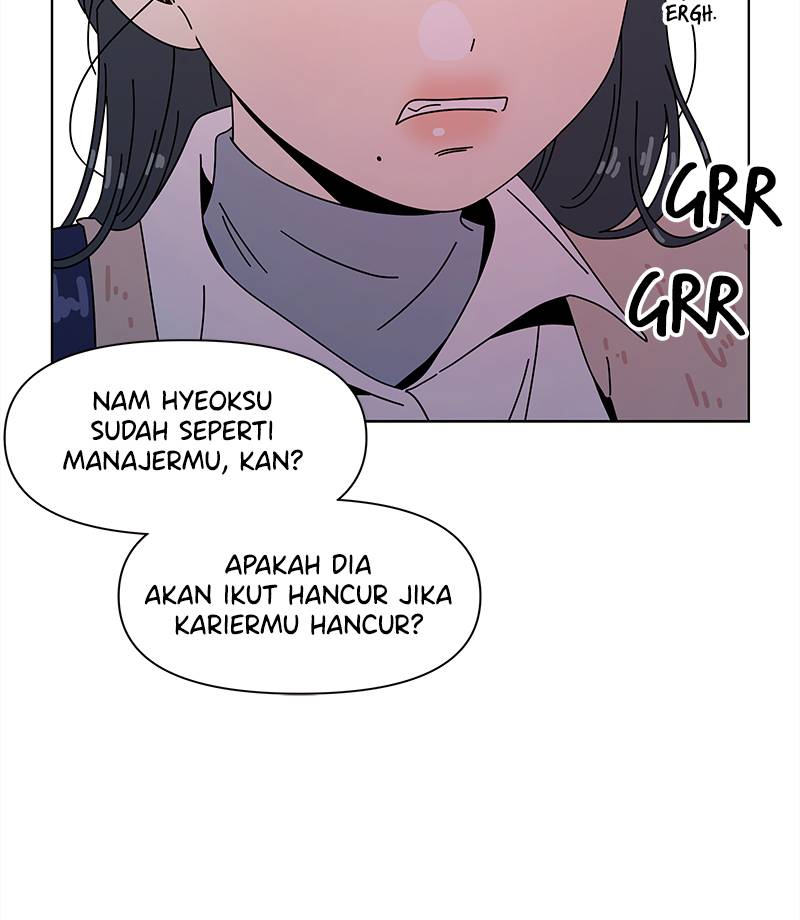 ERGH.
GRR
GRR
NAM HYEOKSU
SUDAH SEPERTI
MANAJERMU, KAN?
APAKAH DIA
AKAN IKUT HANCUR JIKA
KARIERMU HANCUR?